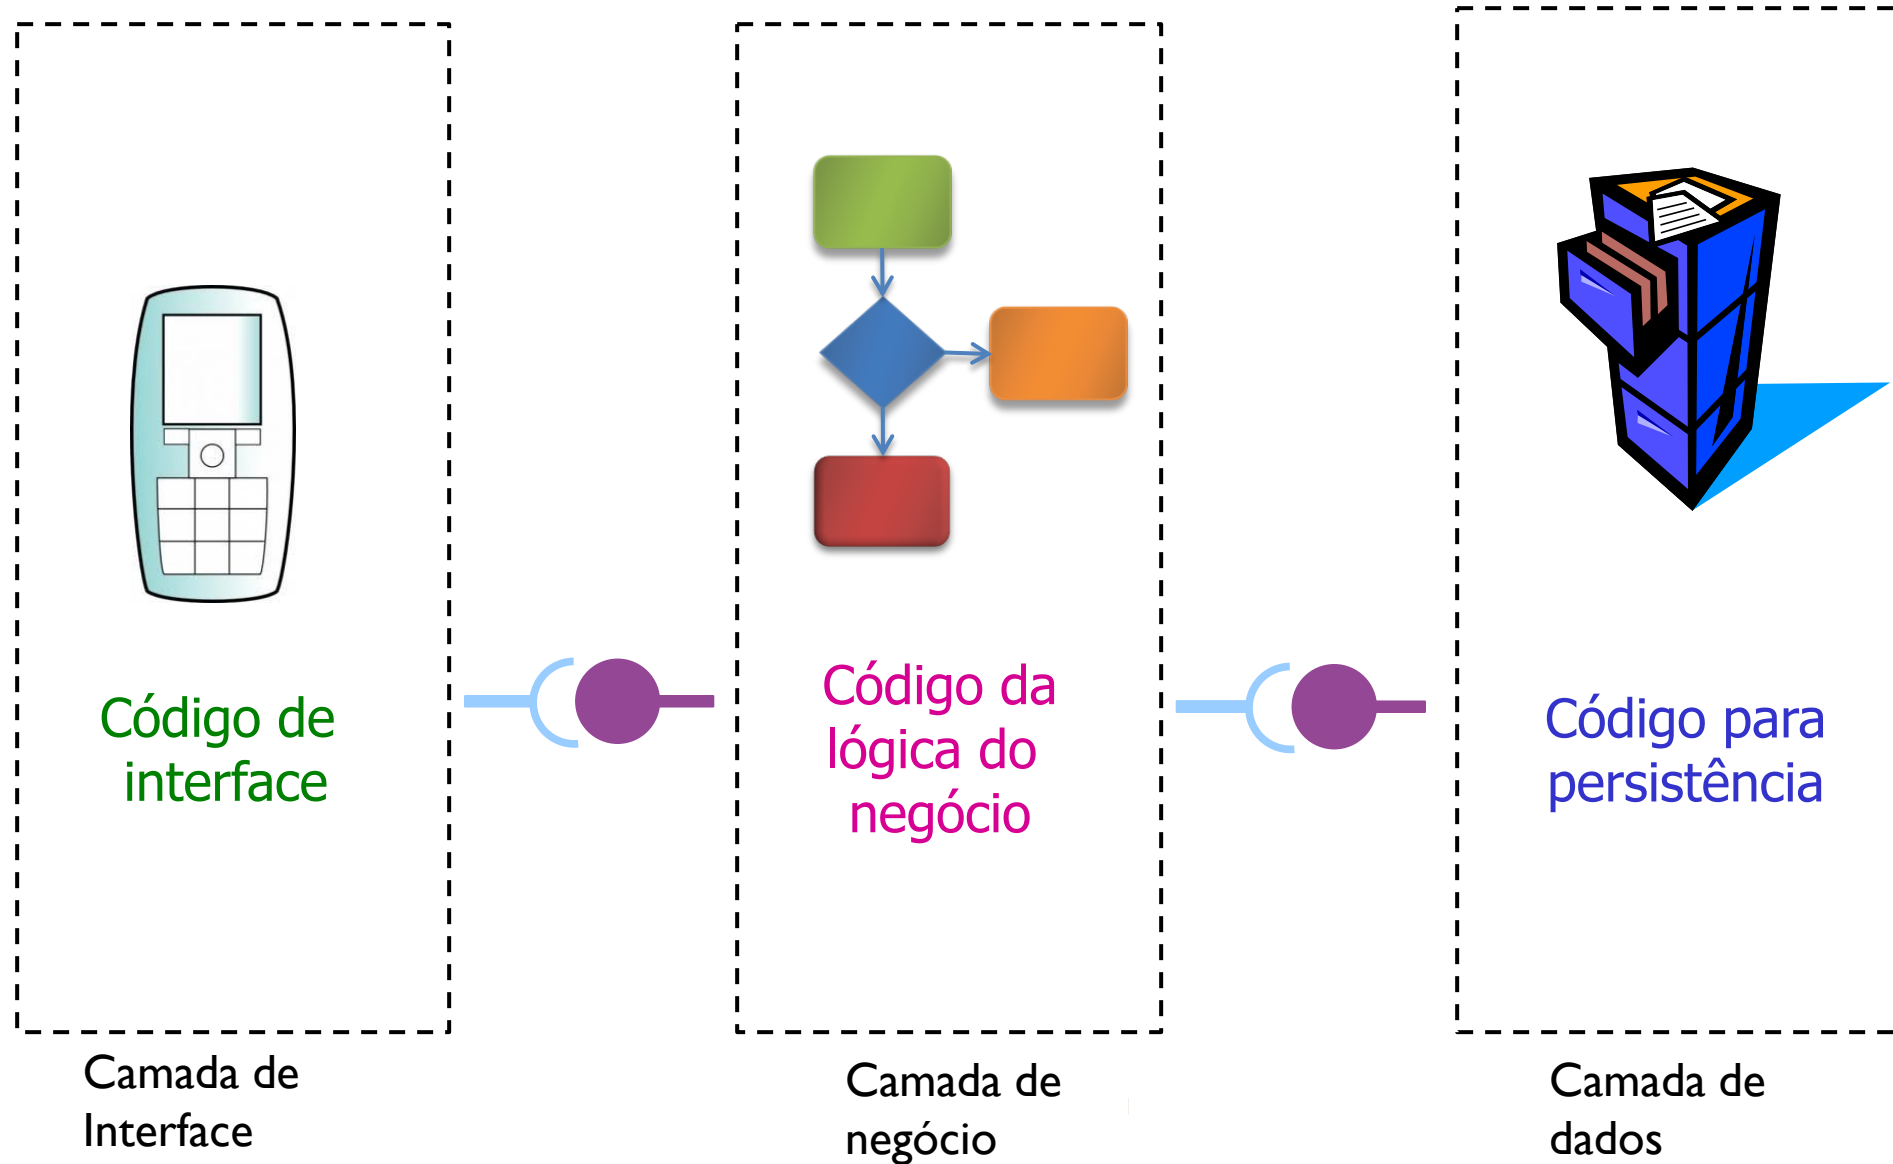 Código de
interface
Camada de
Interface
Código da
lógica do
negócio
Camada de
negócio
Código para
persistência
Camada de
dados